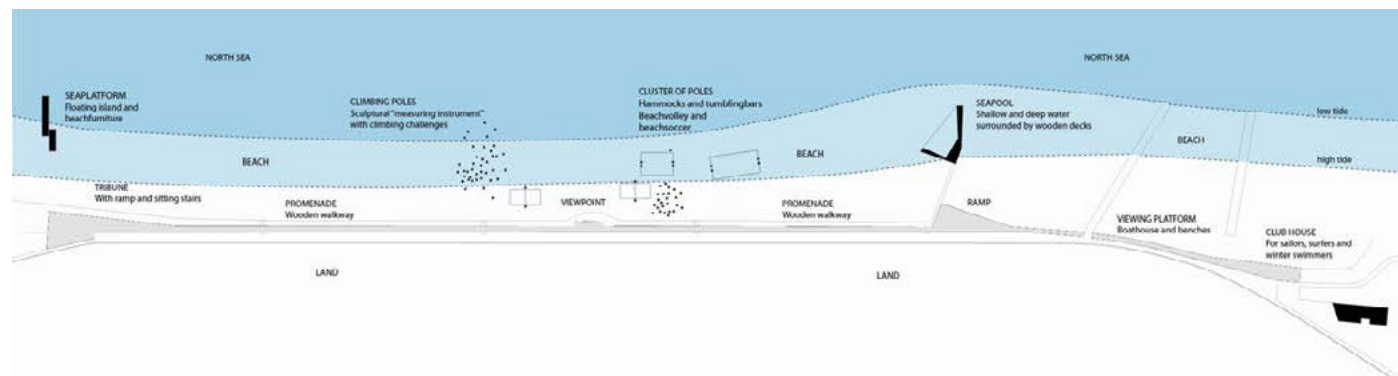 NORTH SEA
NORTH SEA
SEAPLATFORM
Floating island and
beachfurniture
CLIMBING POLES
Sculptural "measuring instrument"
with climbing challenges
CLUSTER OF POLES
Hammocks and tumblingbars
Beachvolley and
beachsoccer
SEAPOOL
Shallow and deep water
surrounded by wooden decks
low tide
BEACH
BEACH
BEACH
high tide
TRIBUNE
With ramp and sitting stairs
PROMENADE
Wooden walkway
VIEWPOINT
PROMENADE
Wooden walkway
RAMP
VIEWING PLATFORM
Boathouse and benches
CLUB HOUSE
For sailors, surfers and
winter swimmers
LAND
LAND